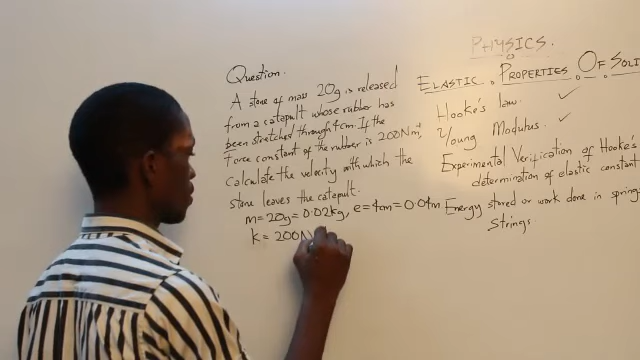 PHYSICS.
ELASTIC PROPERTIES OF SOLI
Hooke's law. ✓
Young Modulus. ✓
Experimental Verification of Hooke's
determination of elastic constant
Energy stored or work done in spring
Strings.
Question.
A stone of mass 20g is released
from a catapult whose rubber has
been stretched through 4cm. If the
force constant of the rubber is 200Nm⁻¹,
Calculate the velocity with which the
stone leaves the catapult.
m = 20g = 0.02kg, e = 4cm = 0.04m
k = 200N